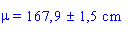 μ = 167,9 ± 1,5 cm